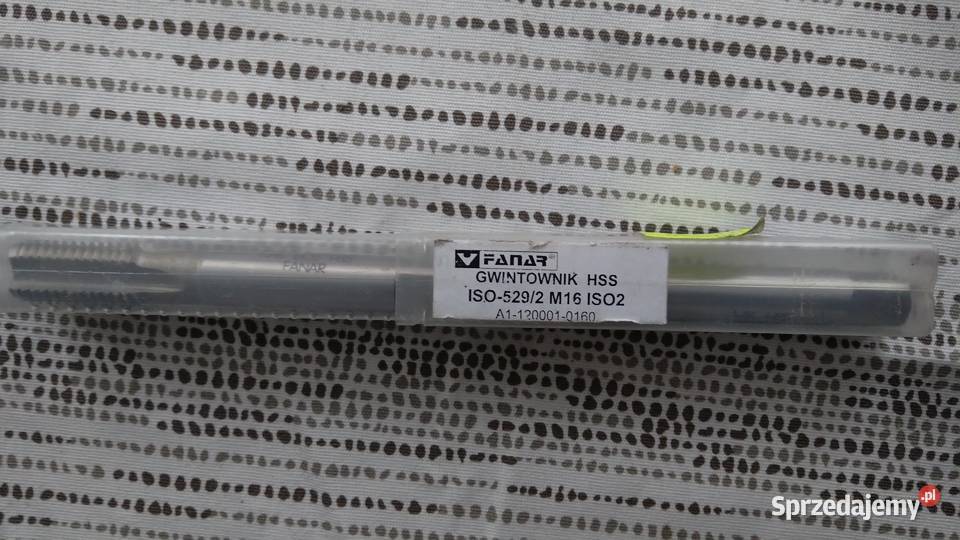 FANAR
FANAR
GWINTOWNIK HSS
ISO-529/2 M16 ISO2
A1-120001-0160
Sprzedajemy.pl